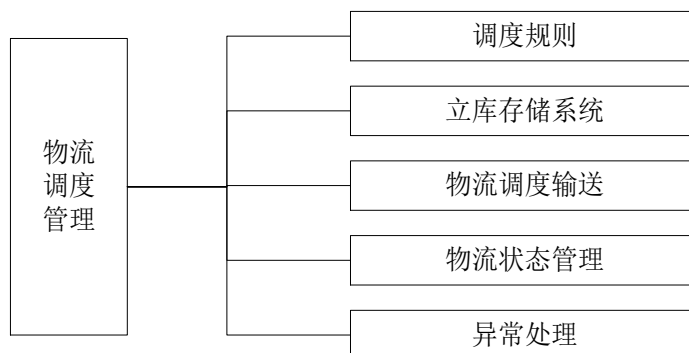 物流
调度
管理
调度规则
立库存储系统
物流调度输送
物流状态管理
异常处理